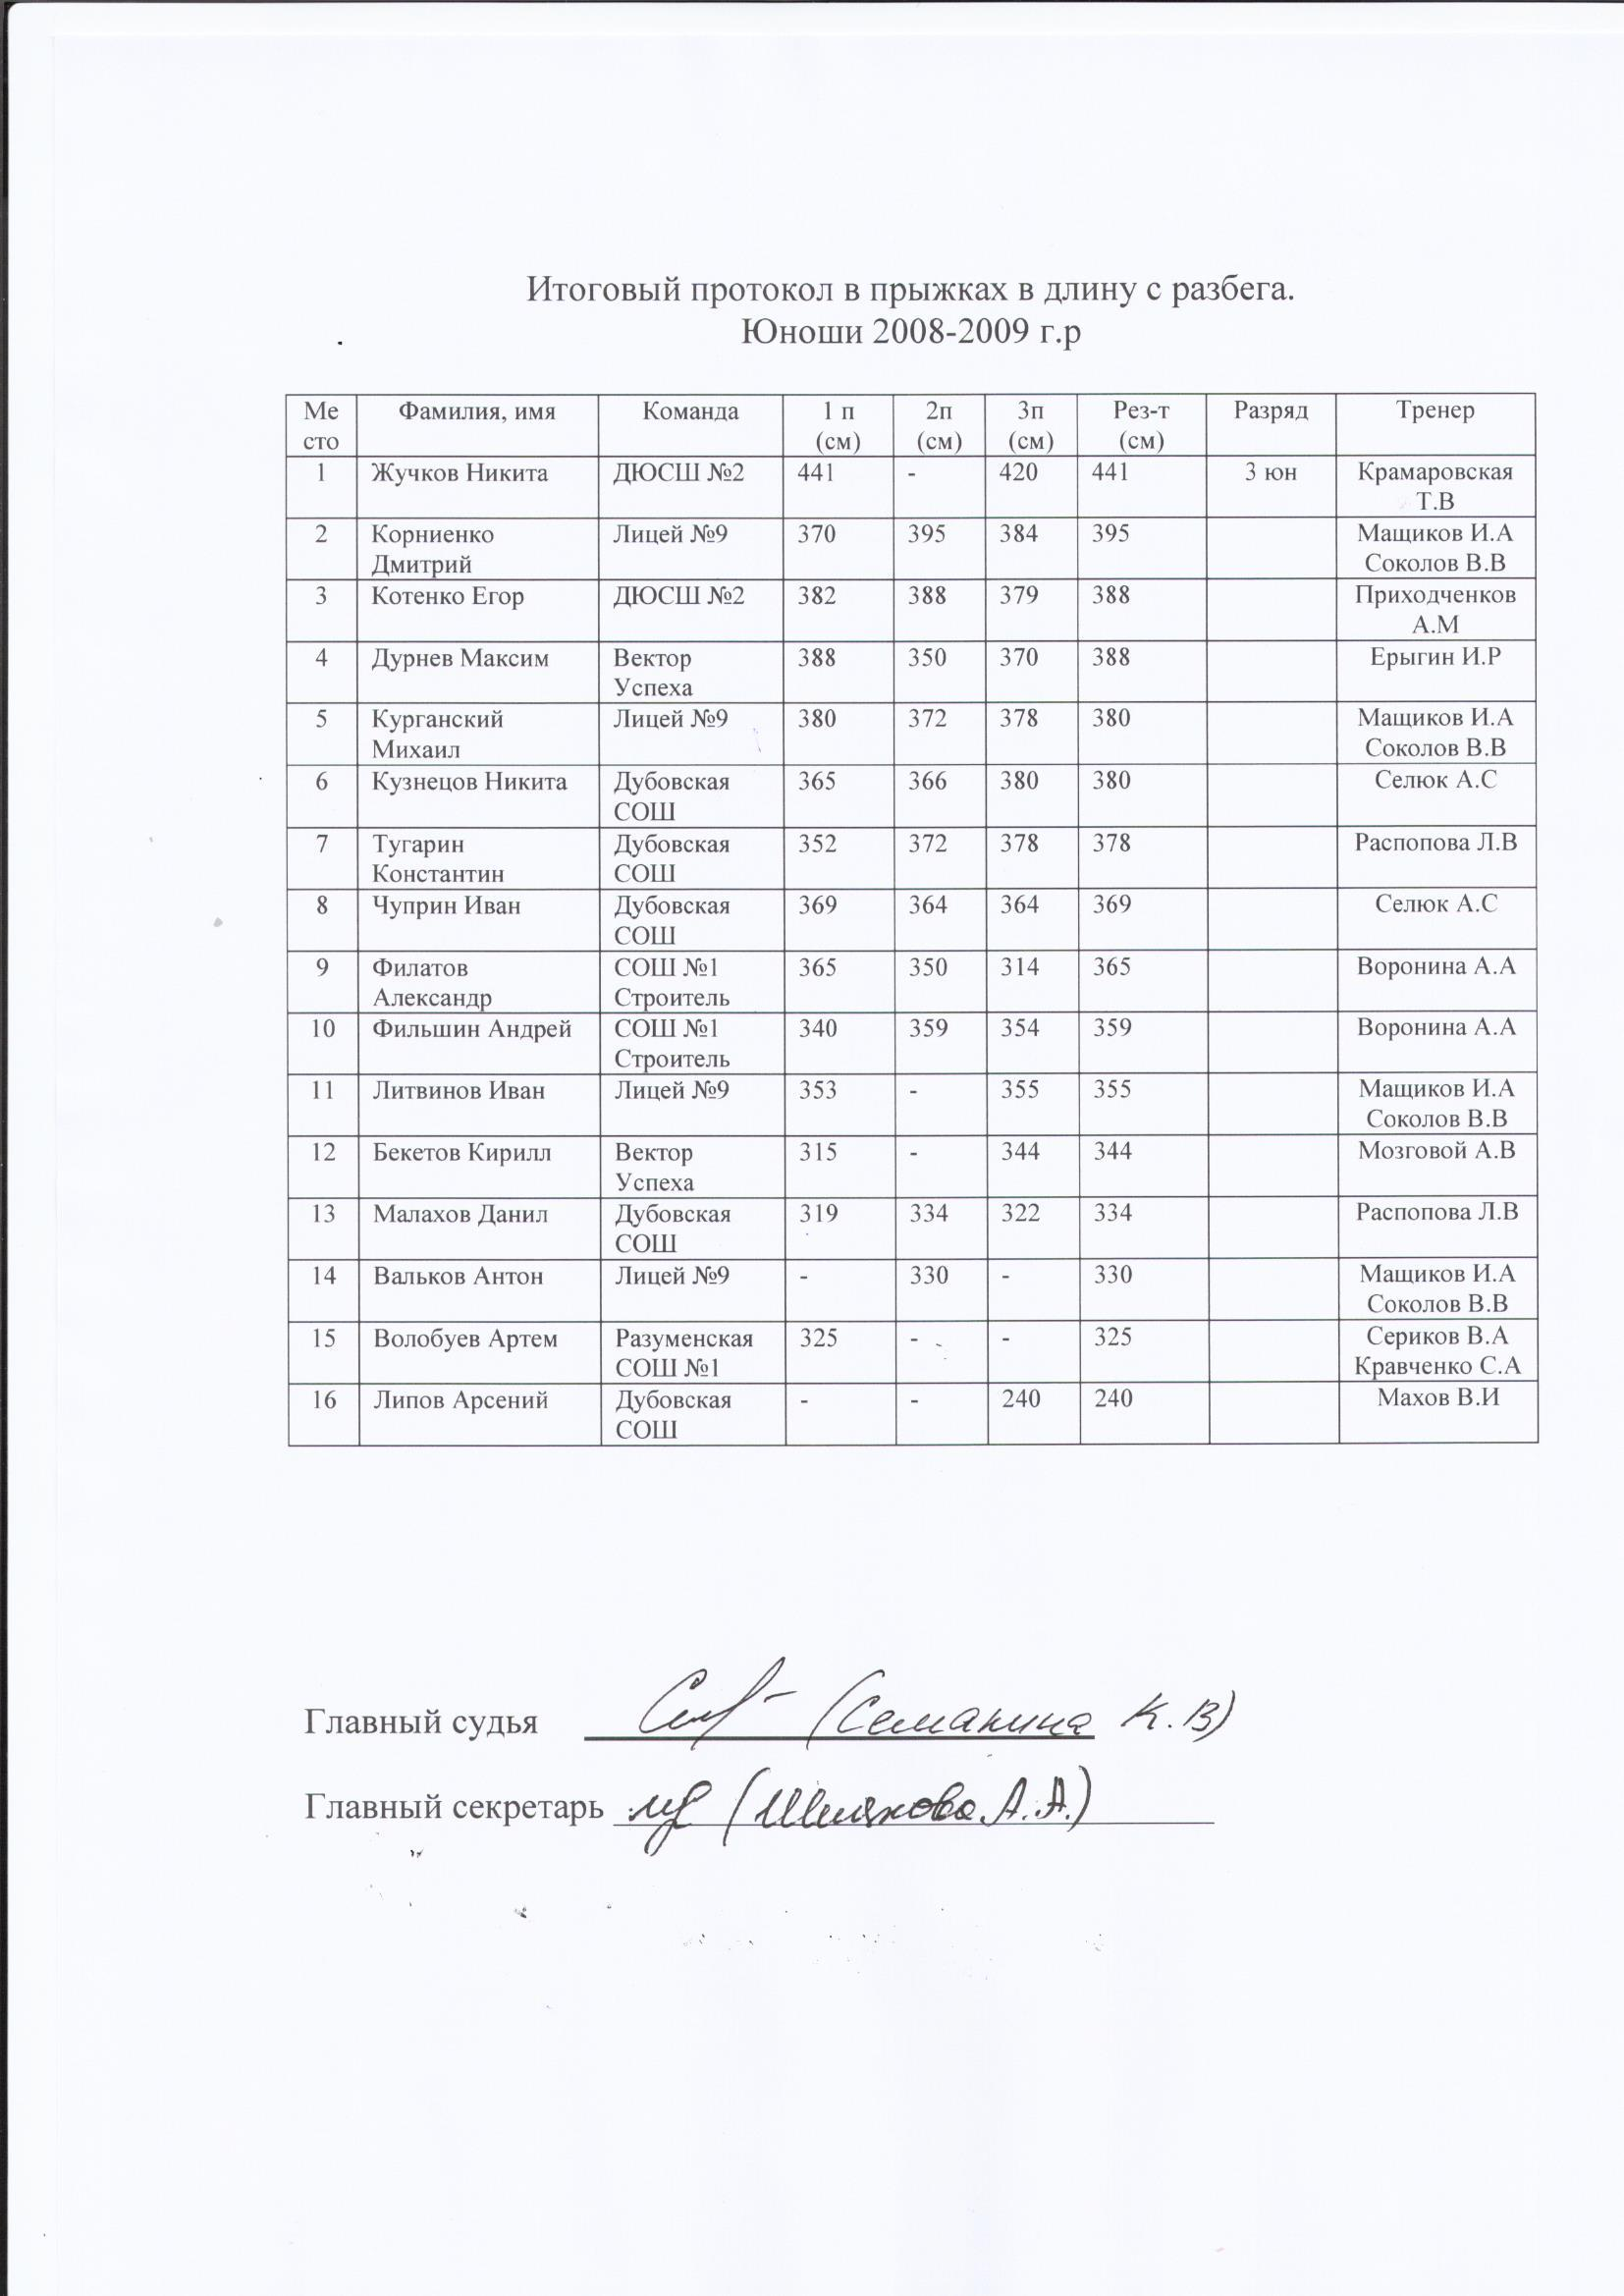 Итоговый протокол в прыжках в длину с разбега.
Юноши 2008-2009 г.р
Ме сто Фамилия, имя Команда 1 п (см) 2п (см) 3п (см) Рез-т (см) Разряд Тренер
1 Жучков Никита ДЮСШ №2 441 - 420 441 3 юн Крамаровская Т.В
2 Корниенко Дмитрий Лицей №9 370 395 384 395 Мащиков И.А Соколов В.В
3 Котенко Егор ДЮСШ №2 382 388 379 388 Приходченков А.М
4 Дурнев Максим Вектор Успеха 388 350 370 388 Ерыгин И.Р
5 Курганский Михаил Лицей №9 380 372 378 380 Мащиков И.А Соколов В.В
6 Кузнецов Никита Дубовская СОШ 365 366 380 380 Селюк А.С
7 Тугарин Константин Дубовская СОШ 352 372 378 378 Распопова Л.В
8 Чуприн Иван Дубовская СОШ 369 364 364 369 Селюк А.С
9 Филатов Александр СОШ №1 Строитель 365 350 314 365 Воронина А.А
10 Фильшин Андрей СОШ №1 Строитель 340 359 354 359 Воронина А.А
11 Литвинов Иван Лицей №9 353 - 355 355 Мащиков И.А Соколов В.В
12 Бекетов Кирилл Вектор Успеха 315 - 344 344 Мозговой А.В
13 Малахов Данил Дубовская СОШ 319 334 322 334 Распопова Л.В
14 Вальков Антон Лицей №9 - 330 - 330 Мащиков И.А Соколов В.В
15 Волобуев Артем Разуменская СОШ №1 325 - - 325 Сериков В.А Кравченко С.А
16 Липов Арсений Дубовская СОШ - - 240 240 Махов В.И
Главный судья (Семакина К.В)
Главный секретарь А.А.)